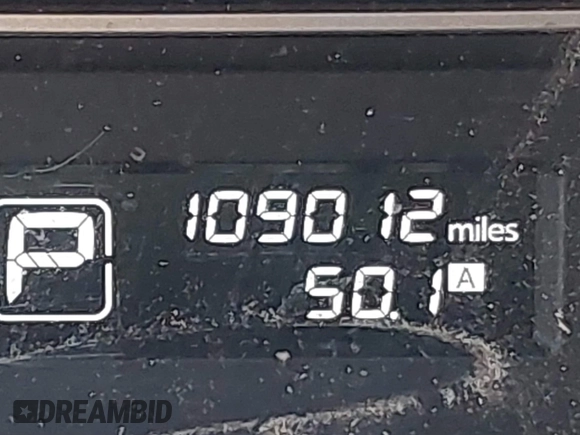 P
109012 miles
50.1 A
DREAMBID